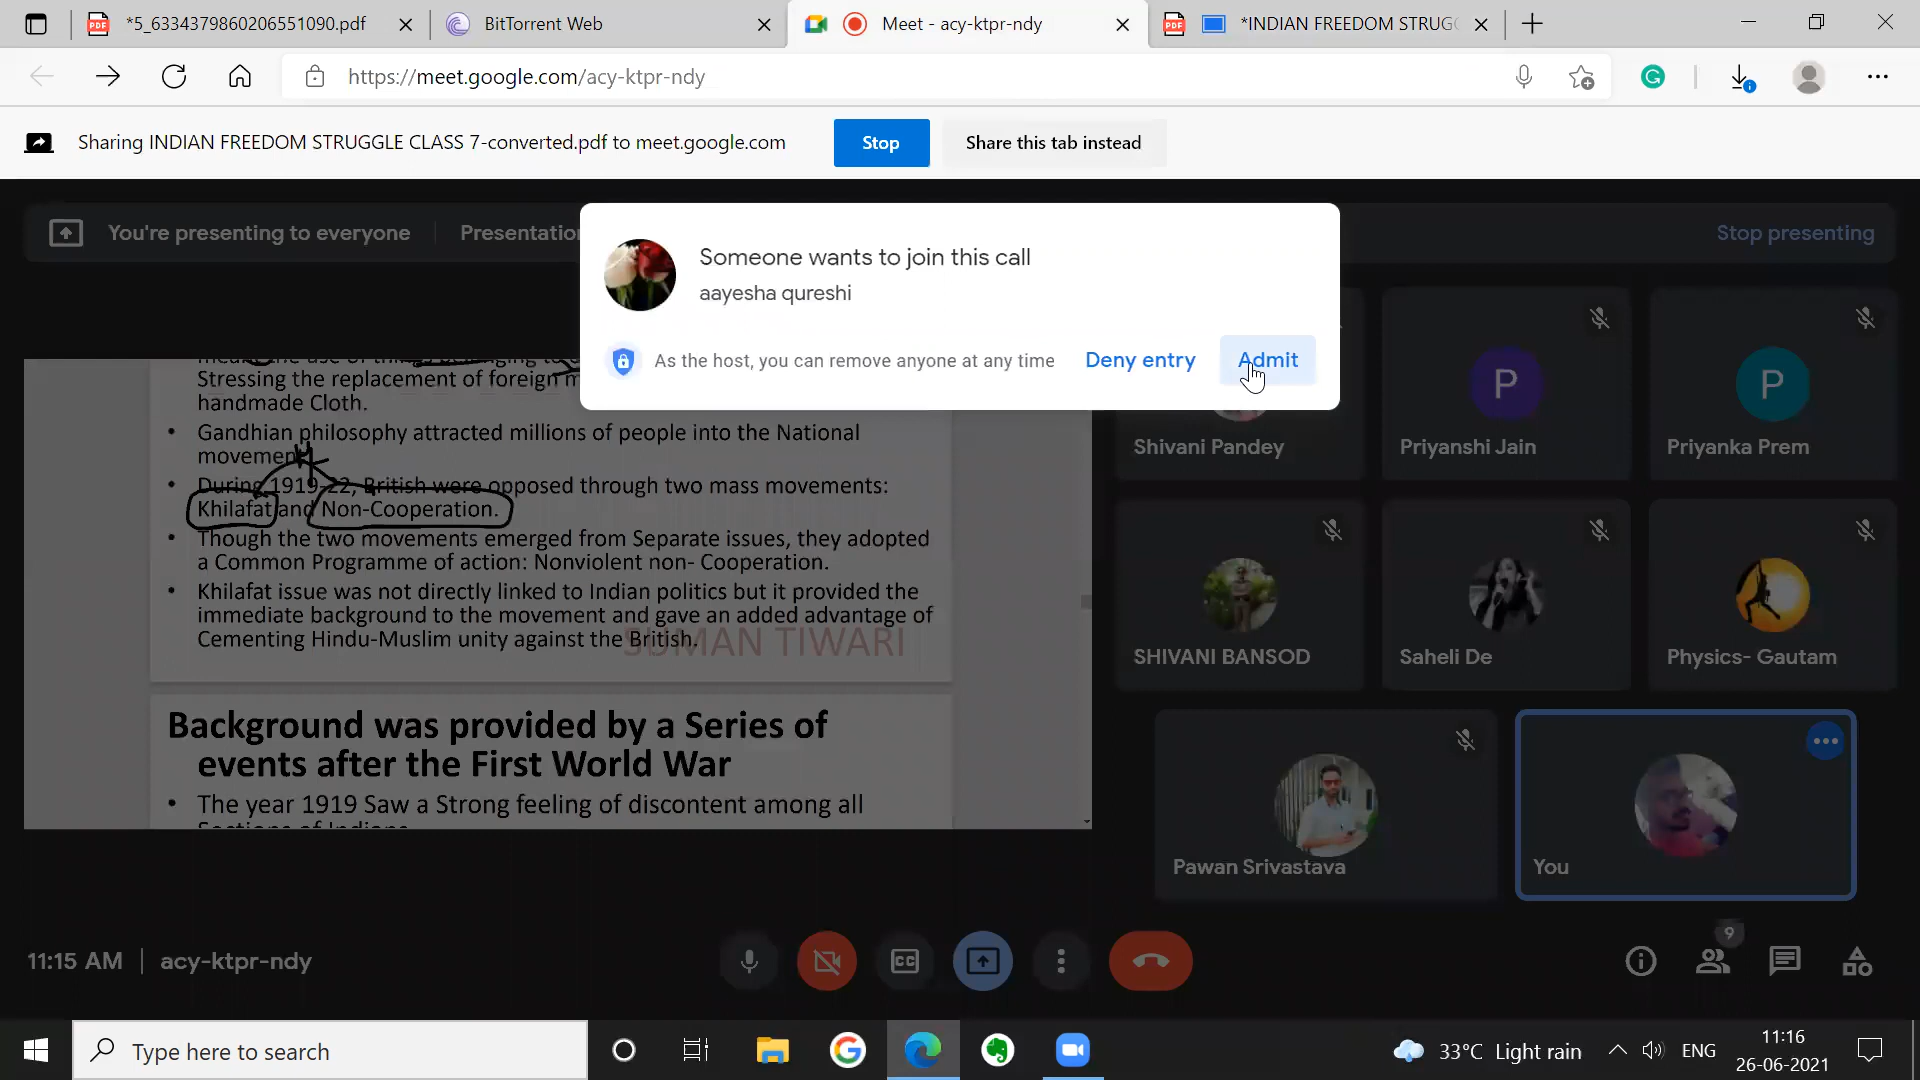 *5_6334379860206551090.pdf
BitTorrent Web
Meet - acy-ktpr-ndy
*INDIAN FREEDOM STRUGG
https://meet.google.com/acy-ktpr-ndy
Sharing INDIAN FREEDOM STRUGGLE CLASS 7-converted.pdf to meet.google.com
Stop
Share this tab instead
You're presenting to everyone
Presentation
Stop presenting
Someone wants to join this call
aayesha qureshi
As the host, you can remove anyone at any time
Deny entry
Admit
Stressing the replacement of foreign
handmade Cloth.
• Gandhian philosophy attracted millions of people into the National
movement
• During 1919-22, British were opposed through two mass movements:
Khilafat and Non-Cooperation.
• Though the two movements emerged from Separate issues, they adopted
a Common Programme of action: Nonviolent non- Cooperation.
• Khilafat issue was not directly linked to Indian politics but it provided the
immediate background to the movement and gave an added advantage of
Cementing Hindu-Muslim unity against the British.
SUMAN TIWARI
Background was provided by a Series of
events after the First World War
• The year 1919 Saw a Strong feeling of discontent among all
Sections of Indians
Shivani Pandey
P
Priyanshi Jain
P
Priyanka Prem
SHIVANI BANSOD
Saheli De
Physics- Gautam
Pawan Srivastava
You
11:15 AM | acy-ktpr-ndy
CC
9
Type here to search
33°C Light rain
ENG
11:16
26-06-2021